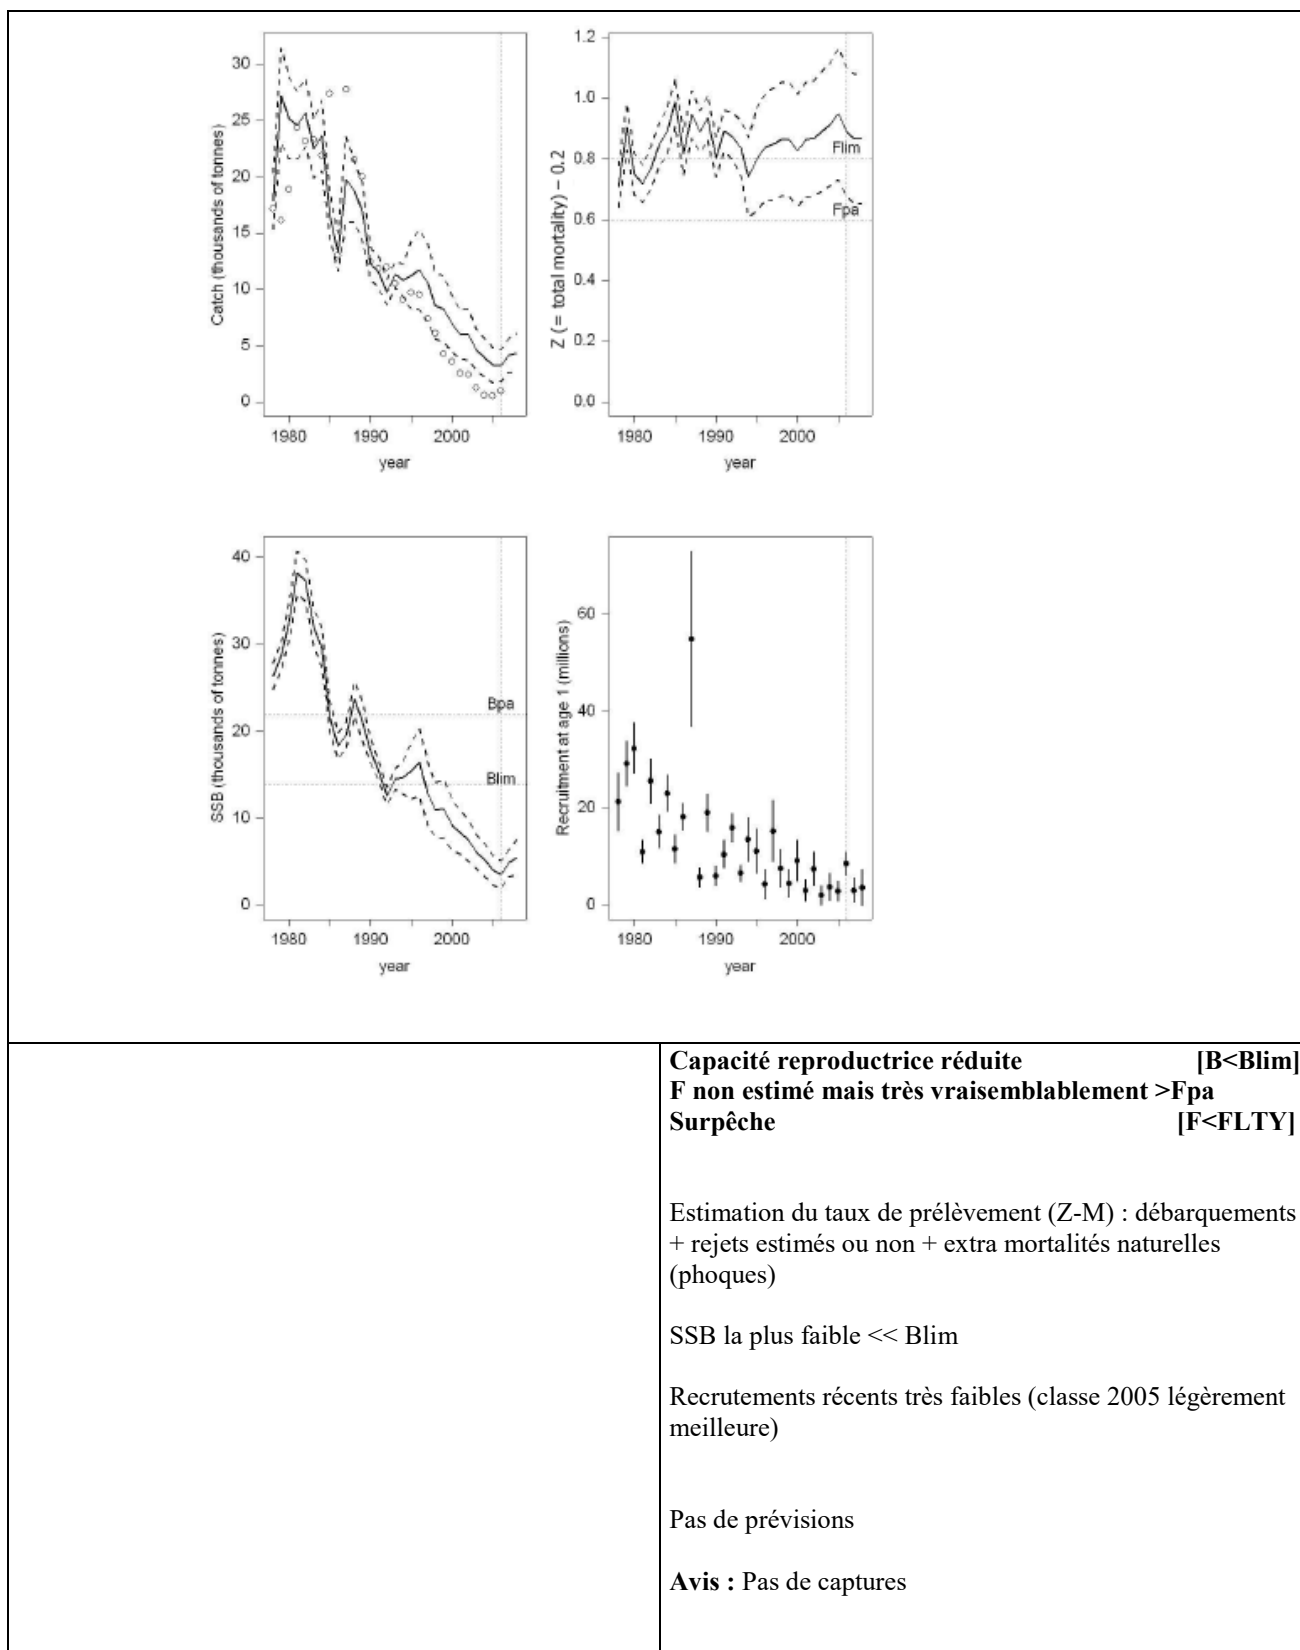 30
25
20
15
10
5
0
Catch (thousands of tonnes)
1980
1990
2000
year
1.2
1.0
0.8
0.6
0.4
0.2
0.0
Z (= total mortality) − 0.2
Flim
Fpa
1980
1990
2000
year
40
30
20
10
0
SSB (thousands of tonnes)
Bpa
Blim
1980
1990
2000
year
60
40
20
0
Recruitment at age 1 (millions)
1980
1990
2000
year
Capacité reproductrice réduite [B<Blim]
F non estimé mais très vraisemblablement >Fpa
Surpêche [F<FLTY]
Estimation du taux de prélèvement (Z-M) : débarquements
+ rejets estimés ou non + extra mortalités naturelles
(phoques)
SSB la plus faible << Blim
Recrutements récents très faibles (classe 2005 légèrement
meilleure)
Pas de prévisions
Avis : Pas de captures